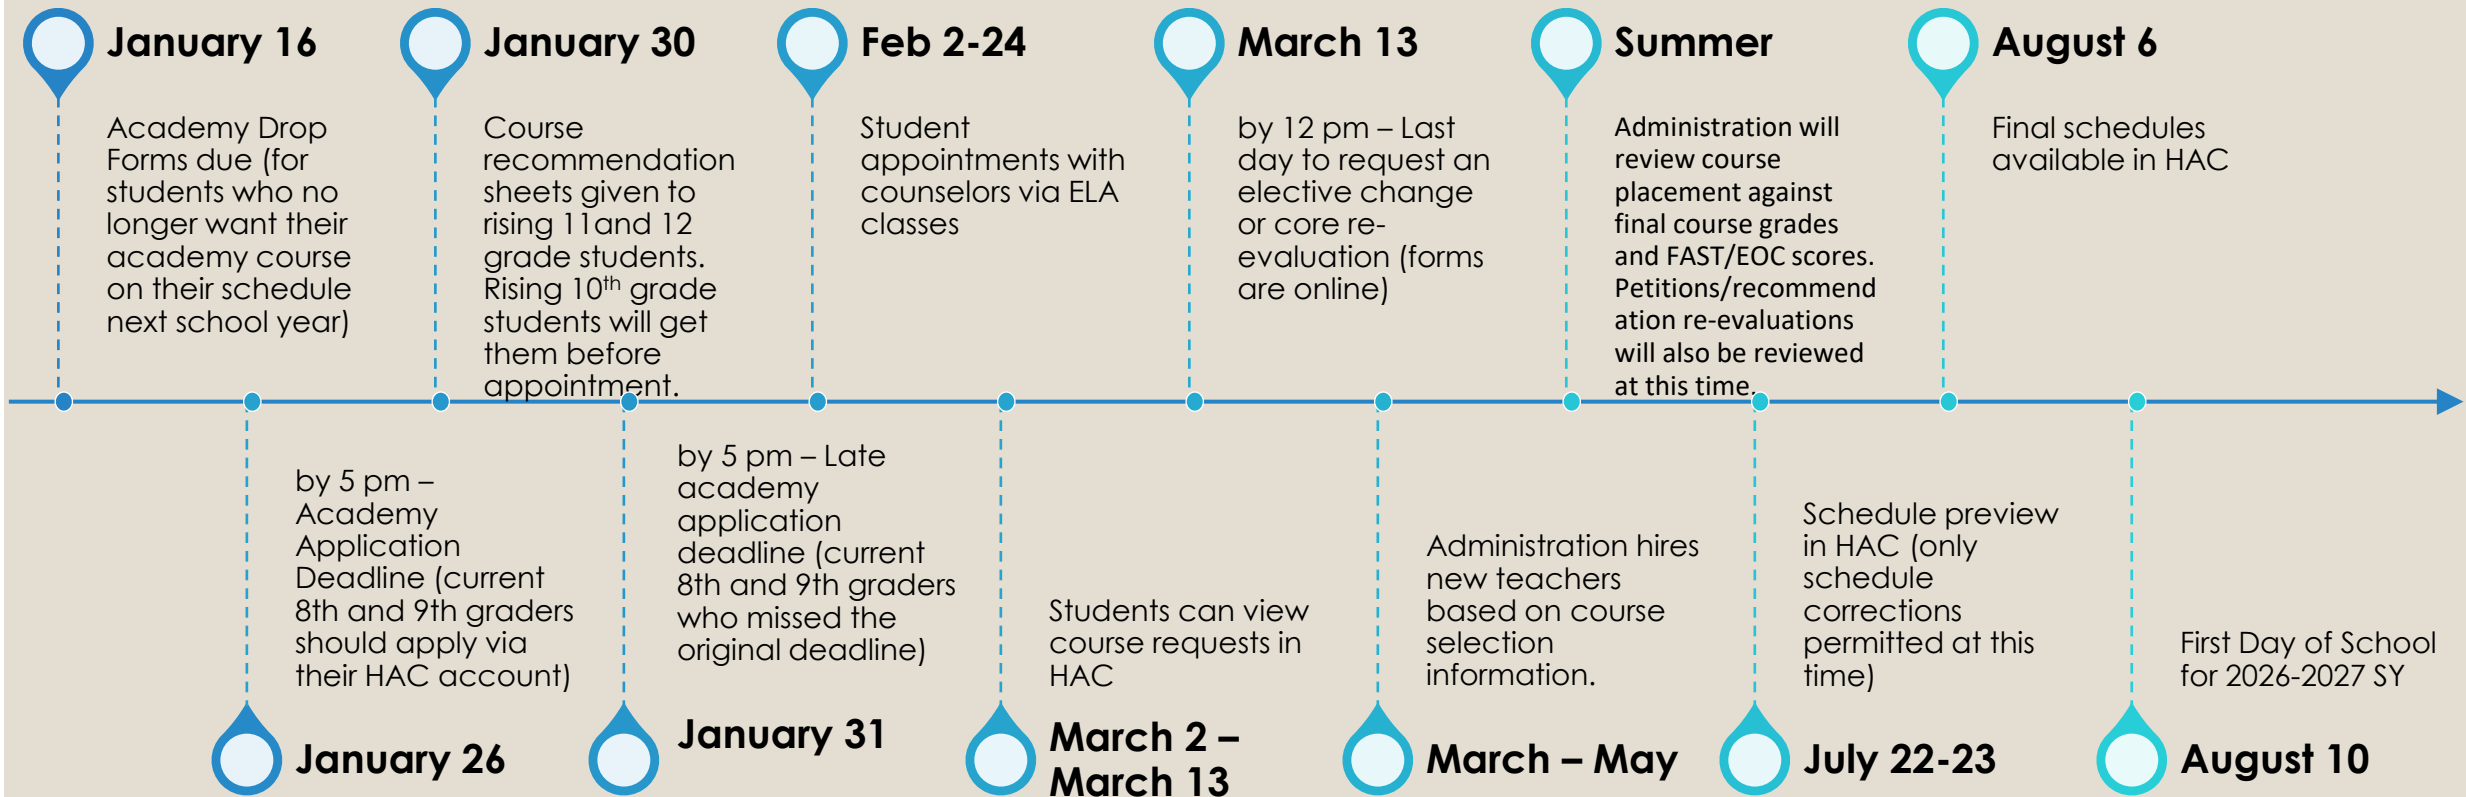 January 16
Academy Drop
Forms due (for
students who no
longer want their
academy course
on their schedule
next school year)
January 30
Course
recommendation
sheets given to
rising 11and 12
grade students.
Rising 10th grade
students will get
them before
appointment.
Feb 2-24
Student
appointments with
counselors via ELA
classes
March 13
by 12 pm – Last
day to request an
elective change
or core re-
evaluation (forms
are online)
Summer
Administration will
review course
placement against
final course grades
and FAST/EOC scores.
Petitions/recommend
ation re-evaluations
will also be reviewed
at this time.
August 6
Final schedules
available in HAC
by 5 pm –
Academy
Application
Deadline (current
8th and 9th graders
should apply via
their HAC account)
January 26
by 5 pm – Late
academy
application
deadline (current
8th and 9th graders
who missed the
original deadline)
January 31
Students can view
course requests in
HAC
March 2 –
March 13
Administration hires
new teachers
based on course
selection
information.
March – May
Schedule preview
in HAC (only
schedule
corrections
permitted at this
time)
July 22-23
First Day of School
for 2026-2027 SY
August 10